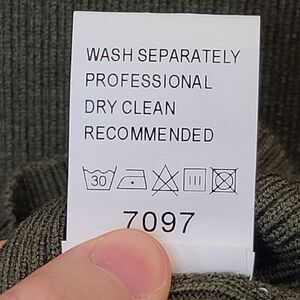 WASH SEPARATELY
PROFESSIONAL
DRY CLEAN
RECOMMENDED
30
7097